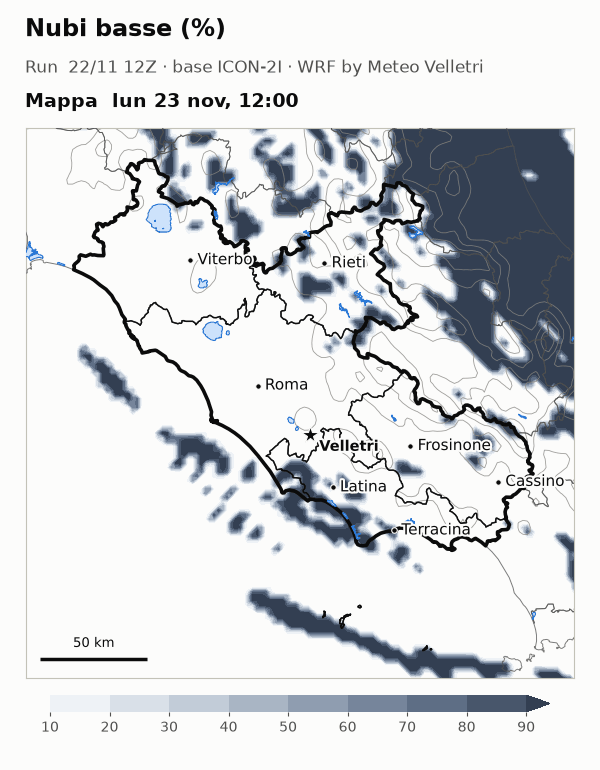 Nubi basse (%)
Run  22/11 12Z · base ICON-2I · WRF by Meteo Velletri
Mappa  lun 23 nov, 12:00
Viterbo
Rieti
Roma
Velletri
Frosinone
Latina
Cassino
Terracina
50 km
10 20 30 40 50 60 70 80 90